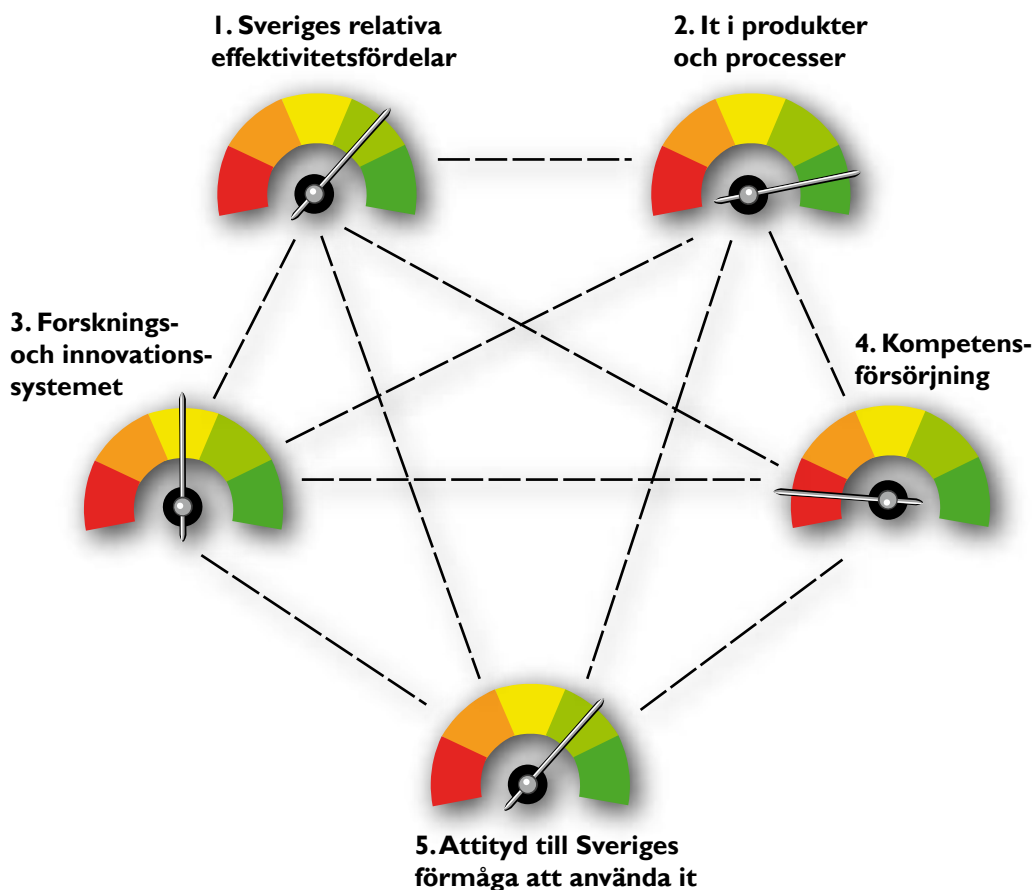 1. Sveriges relativa
effektivitetsfördelar
2. It i produkter
och processer
3. Forsknings-
och innovations-
systemet
4. Kompetens-
försörjning
5. Attityd till Sveriges
förmåga att använda it